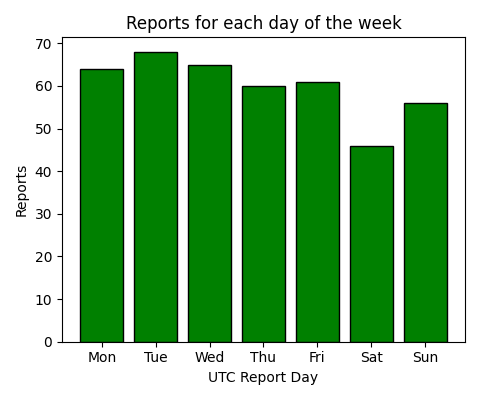 Reports for each day of the week
70
60
50
40
30
20
10
0
Reports
Mon Tue Wed Thu Fri Sat Sun
UTC Report Day